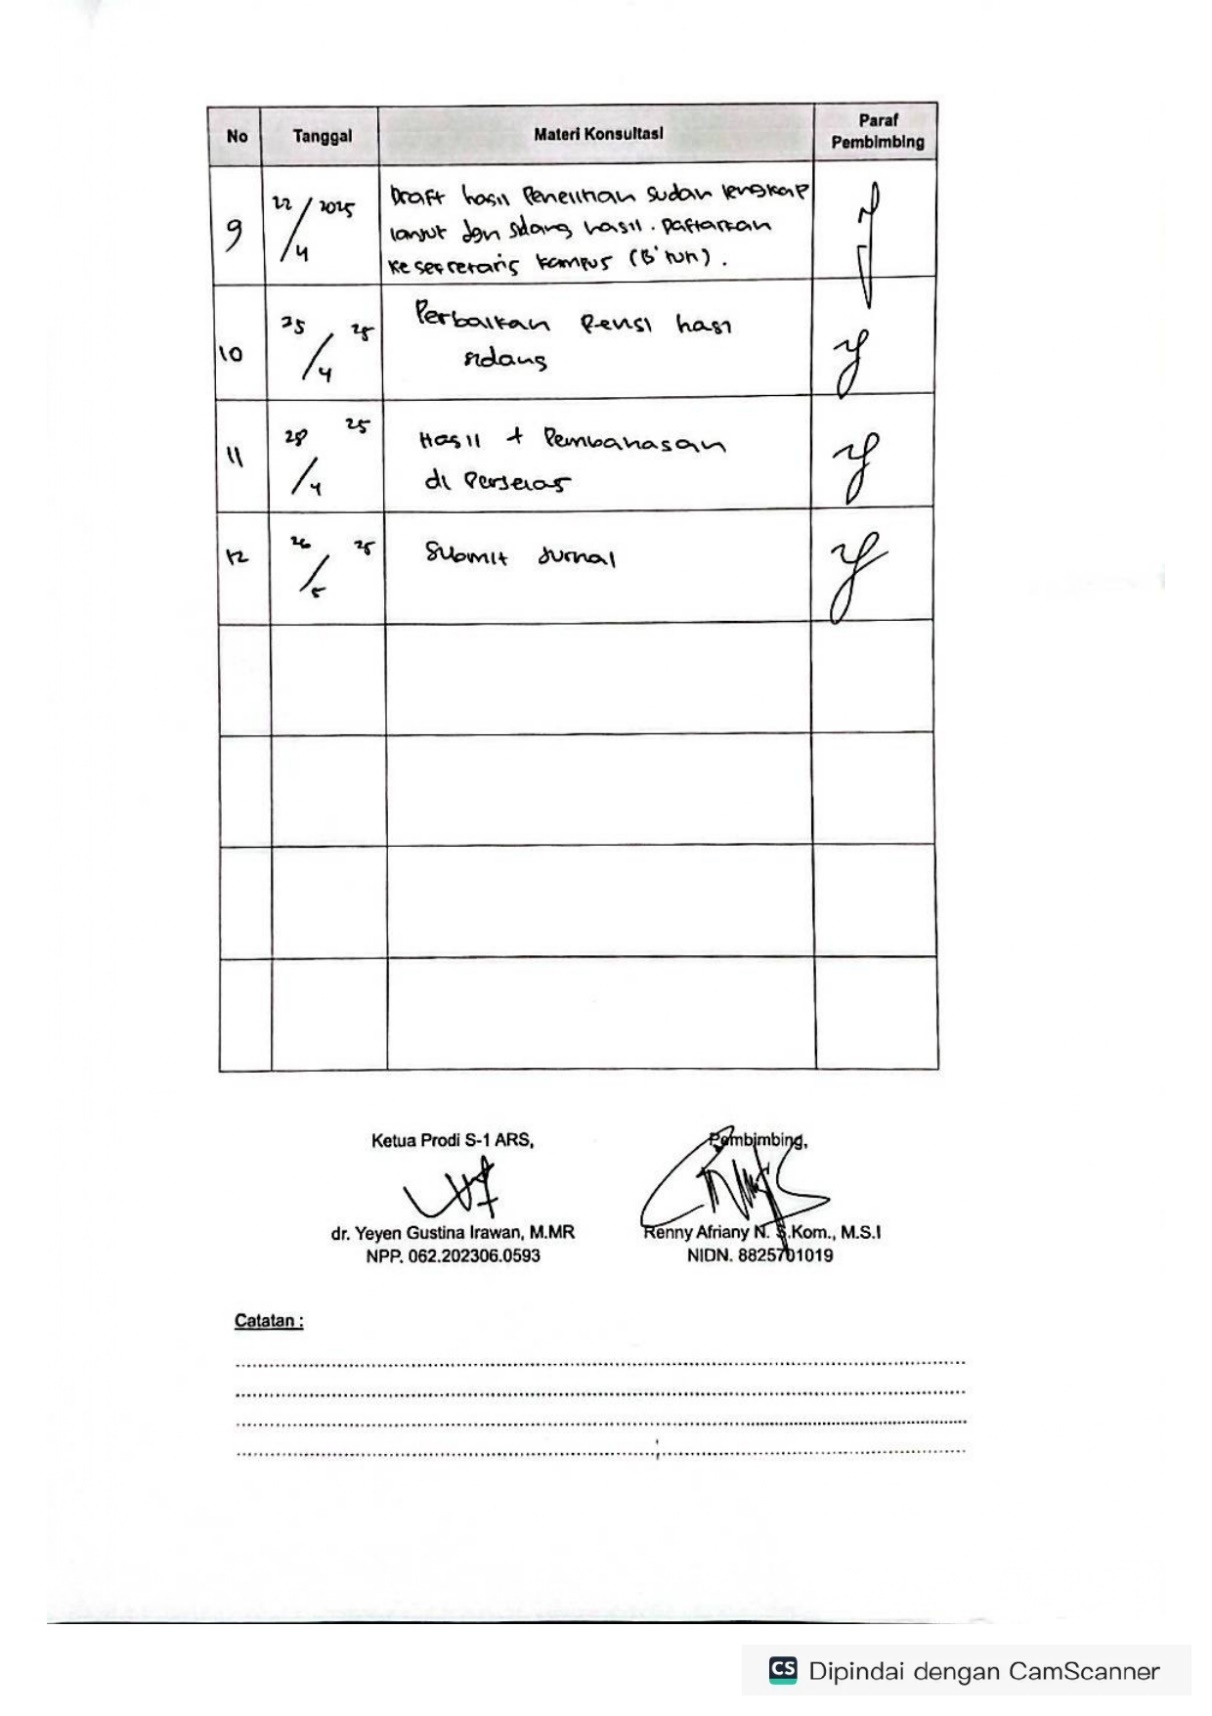 No Tanggal Materi Konsultasi Paraf Pembimbing
9 22/4 2025 Draft hasil Penelitian sudah lengkap
lanjut dgn sidang hasil. Daftarkan
ke sekretaris kampus (B'
10 25/4 25 Perbaikan Revisi hasil
sidang
11 28/4 25 Hasil + Pembahasan
di Perjelas
12 26/5 25 Submit Jurnal
Ketua Prodi S-1 ARS, Pembimbing,
dr. Yeyen Gustina Irawan, M.MR Renny Afriany N. S.Kom., M.S.I
NPP. 062.202306.0593 NIDN. 8825701019
Catatan :
CS Dipindai dengan CamScanner